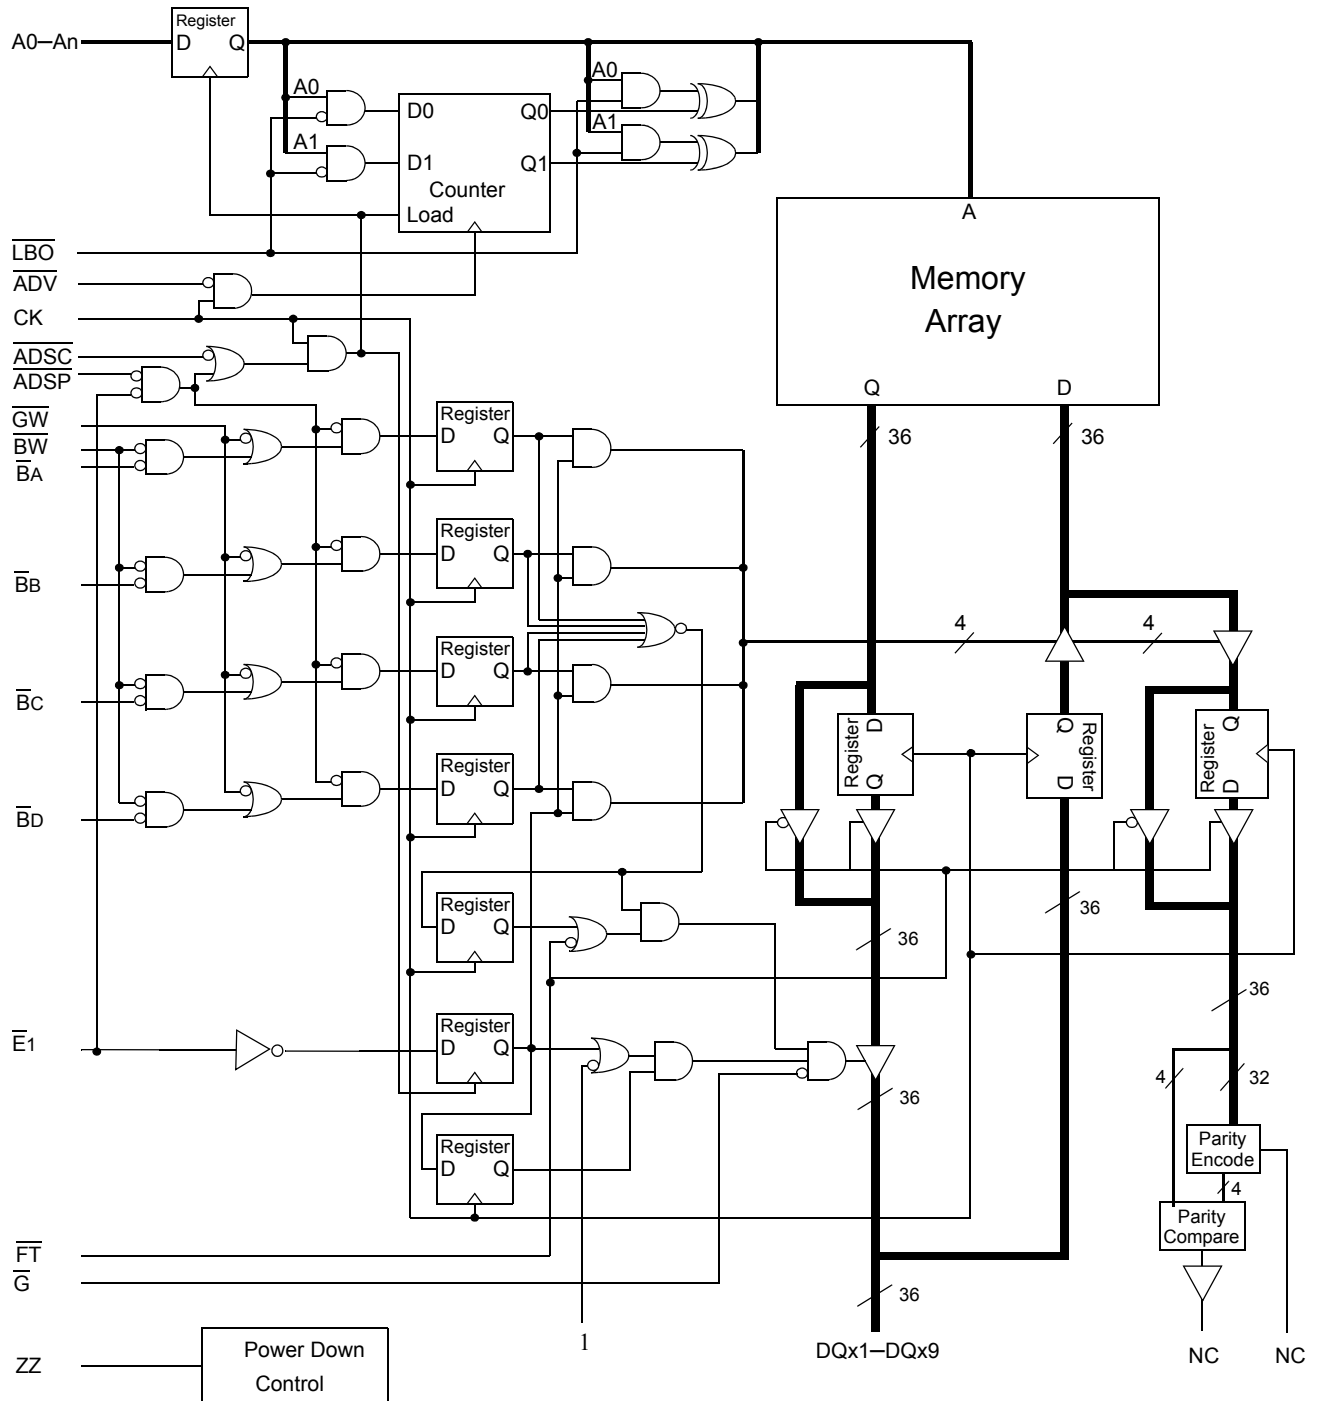 Register
A0–An
D Q
A0
A0
D0
Q0
A1
A1
D1
Q1
Counter
Load
A
LBO
ADV
CK
Memory
Array
ADSC
ADSP
Q
D
GW
BW
BA
Register
D Q
36
36
Register
D Q
BB
4
4
Register
D Q
BC
D
Register
Q
Q
Register
D
Q
Register
D
Register
D Q
BD
Register
D Q
36
36
36
Register
D Q
E1
4
32
36
Register
D Q
Parity
Encode
4
Parity
Compare
FT
G
36
1
DQx1–DQx9
NC
NC
ZZ
Power Down
Control